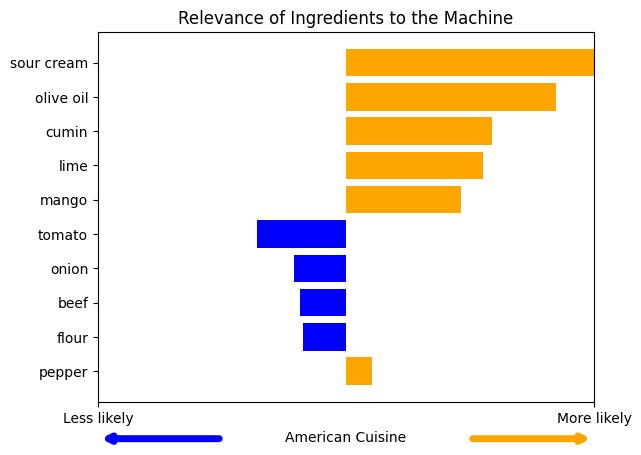 Relevance of Ingredients to the Machine
sour cream
olive oil
cumin
lime
mango
tomato
onion
beef
flour
pepper
Less likely
More likely
American Cuisine